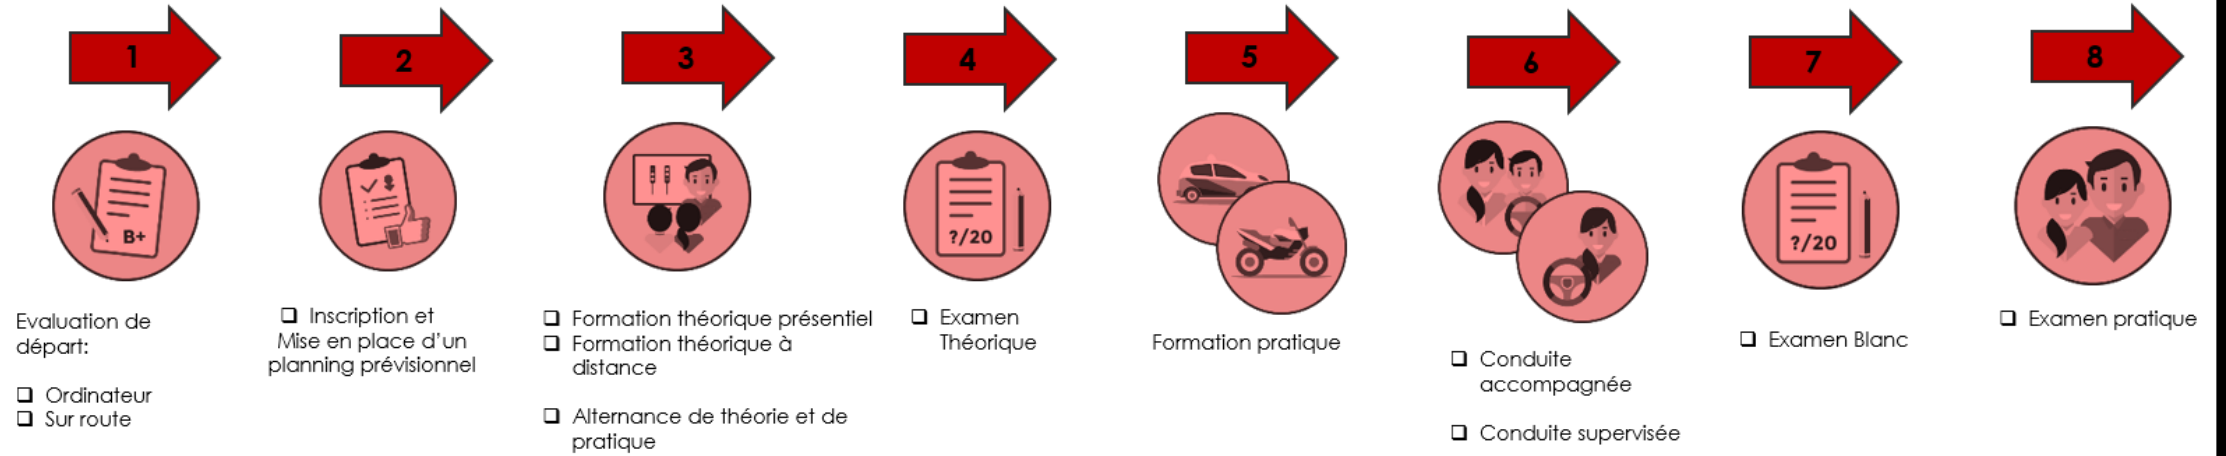 1
2
3
4
5
6
7
8
B+
?/20
?/20
Evaluation de
départ:
Ordinateur
Sur route
Inscription et
Mise en place d'un
planning prévisionnel
Formation théorique présentiel
Formation théorique à
distance
Alternance de théorie et de
pratique
Examen
Théorique
Formation pratique
Conduite
accompagnée
Conduite supervisée
Examen Blanc
Examen pratique